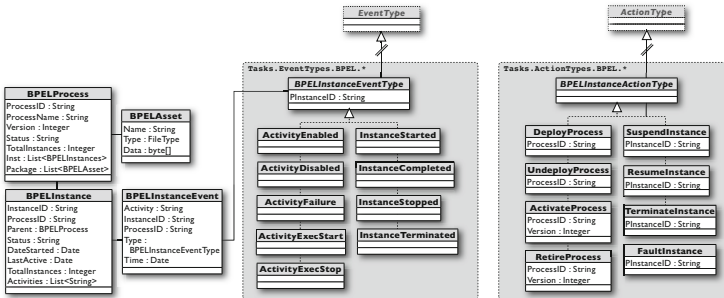 EventType
ActionType
Tasks.EventTypes.BPEL.*
Tasks.ActionTypes.BPEL.*
BPELInstanceEventType
PInstanceID : String
BPELInstanceActionType
BPELProcess
ProcessID : String
ProcessName : String
Version : Integer
Status : String
TotalInstances : Integer
Inst : List<BPELInstances>
Package : List<BPELAsset>
BPELAsset
Name : String
Type : FileType
Data : byte[]
BPELInstance
InstanceID : String
ProcessID : String
Parent : BPELProcess
Status : String
DateStarted : Date
LastActive : Date
TotalInstances : Integer
Activities : List<String>
BPELInstanceEvent
Activity : String
InstanceID : String
ProcessID : String
Type :
BPELInstanceEventType
Time : Date
ActivityEnabled
ActivityDisabled
ActivityFailure
ActivityExecStart
ActivityExecStop
InstanceStarted
InstanceCompleted
InstanceStopped
InstanceTerminated
DeployProcess
ProcessID : String
UndeployProcess
ProcessID : String
ActivateProcess
ProcessID : String
Version : Integer
RetireProcess
ProcessID : String
Version : Integer
SuspendInstance
PInstanceID : String
ResumeInstance
PInstanceID : String
TerminateInstance
PInstanceID : String
FaultInstance
PInstanceID : String